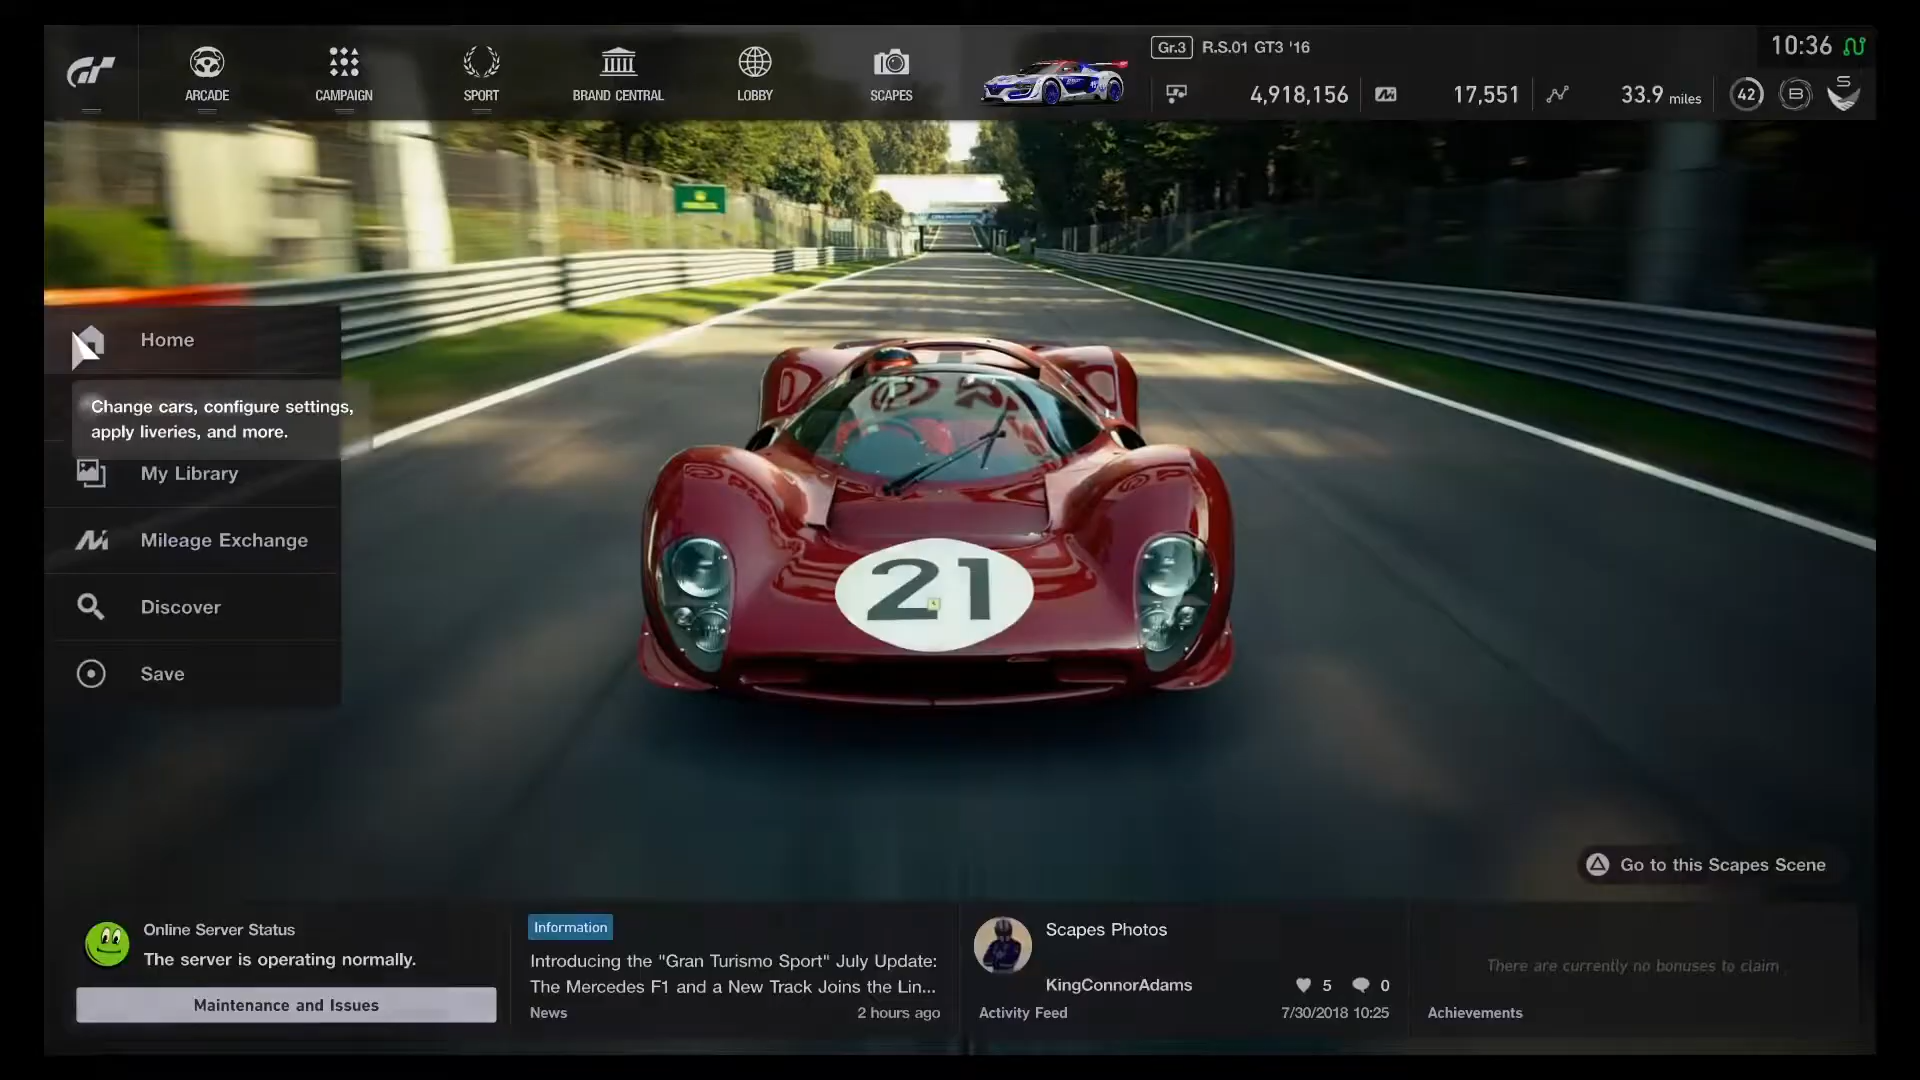 ARCADE
CAMPAIGN
SPORT
BRAND CENTRAL
LOBBY
SCAPES
Gr.3 R.S.01 GT3 '16
10:36
4,918,156
17,551
33.9 miles
42
B
S
Home
Change cars, configure settings,
apply liveries, and more.
My Library
Mileage Exchange
Discover
Save
21
Go to this Scapes Scene
Online Server Status
The server is operating normally.
Maintenance and Issues
Information
Introducing the "Gran Turismo Sport" July Update:
The Mercedes F1 and a New Track Joins the Lin...
News
2 hours ago
Scapes Photos
KingConnorAdams
5
0
Activity Feed
7/30/2018 10:25
There are currently no bonuses to claim
Achievements